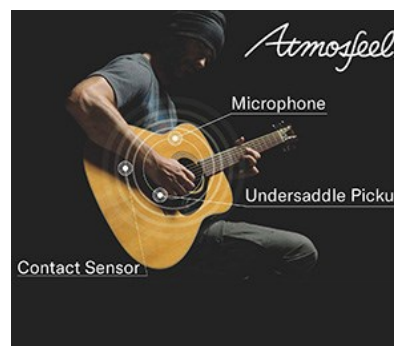 Atmosfeel
Microphone
Undersaddle Picku
Contact Sensor